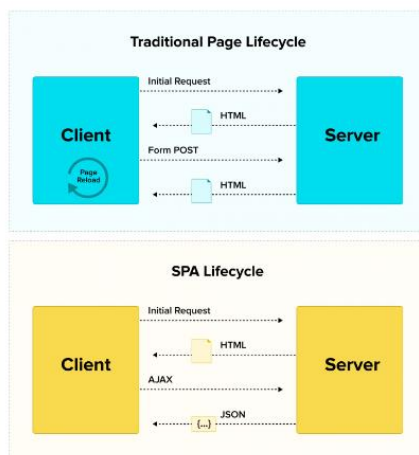 Traditional Page Lifecycle
Initial Request
HTML
Client
Server
Form POST
Page
Reload
HTML
SPA Lifecycle
Initial Request
HTML
Client
Server
AJAX
JSON
{...}